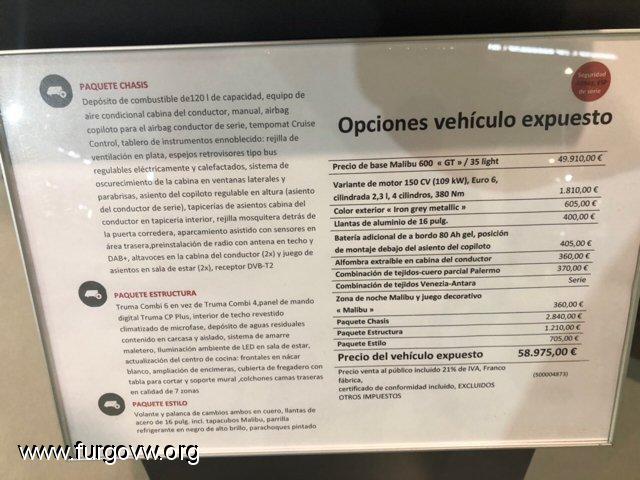 PAQUETE CHASIS
Depósito de combustible de120 l de capacidad, equipo de
aire condicional cabina del conductor, manual, airbag
copiloto para el airbag conductor de serie, tempomat Cruise
Control, tablero de instrumentos ennoblecido: rejilla de
ventilación en plata, espejos retrovisores tipo bus
regulables eléctricamente y calefactados, sistema de
oscurecimiento de la cabina en ventanas laterales y
parabrisas, asiento del copiloto regulable en altura (asiento
del conductor de serie), tapicerías de asientos cabina del
conductor en tapiceria interior, rejilla mosquitera detrás de
la puerta corredera, aparcamiento asistido con sensores en
área trasera,preinstalación de radio con antena en techo y
DAB+, altavoces en la cabina del conductor (2x) y juego de
asientos en sala de estar (2x), receptor DVB-T2
PAQUETE ESTRUCTURA
Truma Combi 6 en vez de Truma Combi 4,panel de mando
digital Truma CP Plus, interior de techo revestido
climatizado de microfase, depósito de aguas residuales
contenido en carcasa y aislado, sistema de amarre
maletero, Iluminación ambiente de LED en sala de estar,
actualización del centro de cocina: frontales en nácar
blanco, ampliación de encimeras, cubierta de fregadero con
tabla para cortar y soporte mural ,colchones camas traseras
en calidad de 7 zonas
PAQUETE ESTILO
Volante y palanca de cambios ambos en cuero, llantas de
acero de 16 pulg. incl. tapacubos Malibu, parrilla
refrigerante en negro de alto brillo, parachoques pintado
Seguridad
de serie
Opciones vehículo expuesto
Precio de base Malibu 600 « GT » / 35 light 49.910,00 €
Variante de motor 150 CV (109 kW), Euro 6,
cilindrada 2,3 l, 4 cilindros, 380 Nm 1.810,00 €
Color exterior « Iron grey metallic » 605,00 €
Llantas de aluminio de 16 pulg. 400,00 €
Batería adicional de a bordo 80 Ah gel, posición
de montaje debajo del asiento del copiloto 405,00 €
Alfombra extraíble en cabina del conductor 360,00 €
Combinación de tejidos-cuero parcial Palermo 370,00 €
Combinación de tejidos Venezia-Antara Serie
Zona de noche Malibu y juego decorativo
« Malibu » 360,00 €
Paquete Chasis 2.840,00 €
Paquete Estructura 1.210,00 €
Paquete Estilo 705,00 €
Precio del vehículo expuesto 58.975,00 €
Precio venta al público incluido 21% de IVA, Franco
fábrica,
certificado de conformidad incluido, EXCLUIDOS
OTROS IMPUESTOS
(500004873)
www.furgovw.org